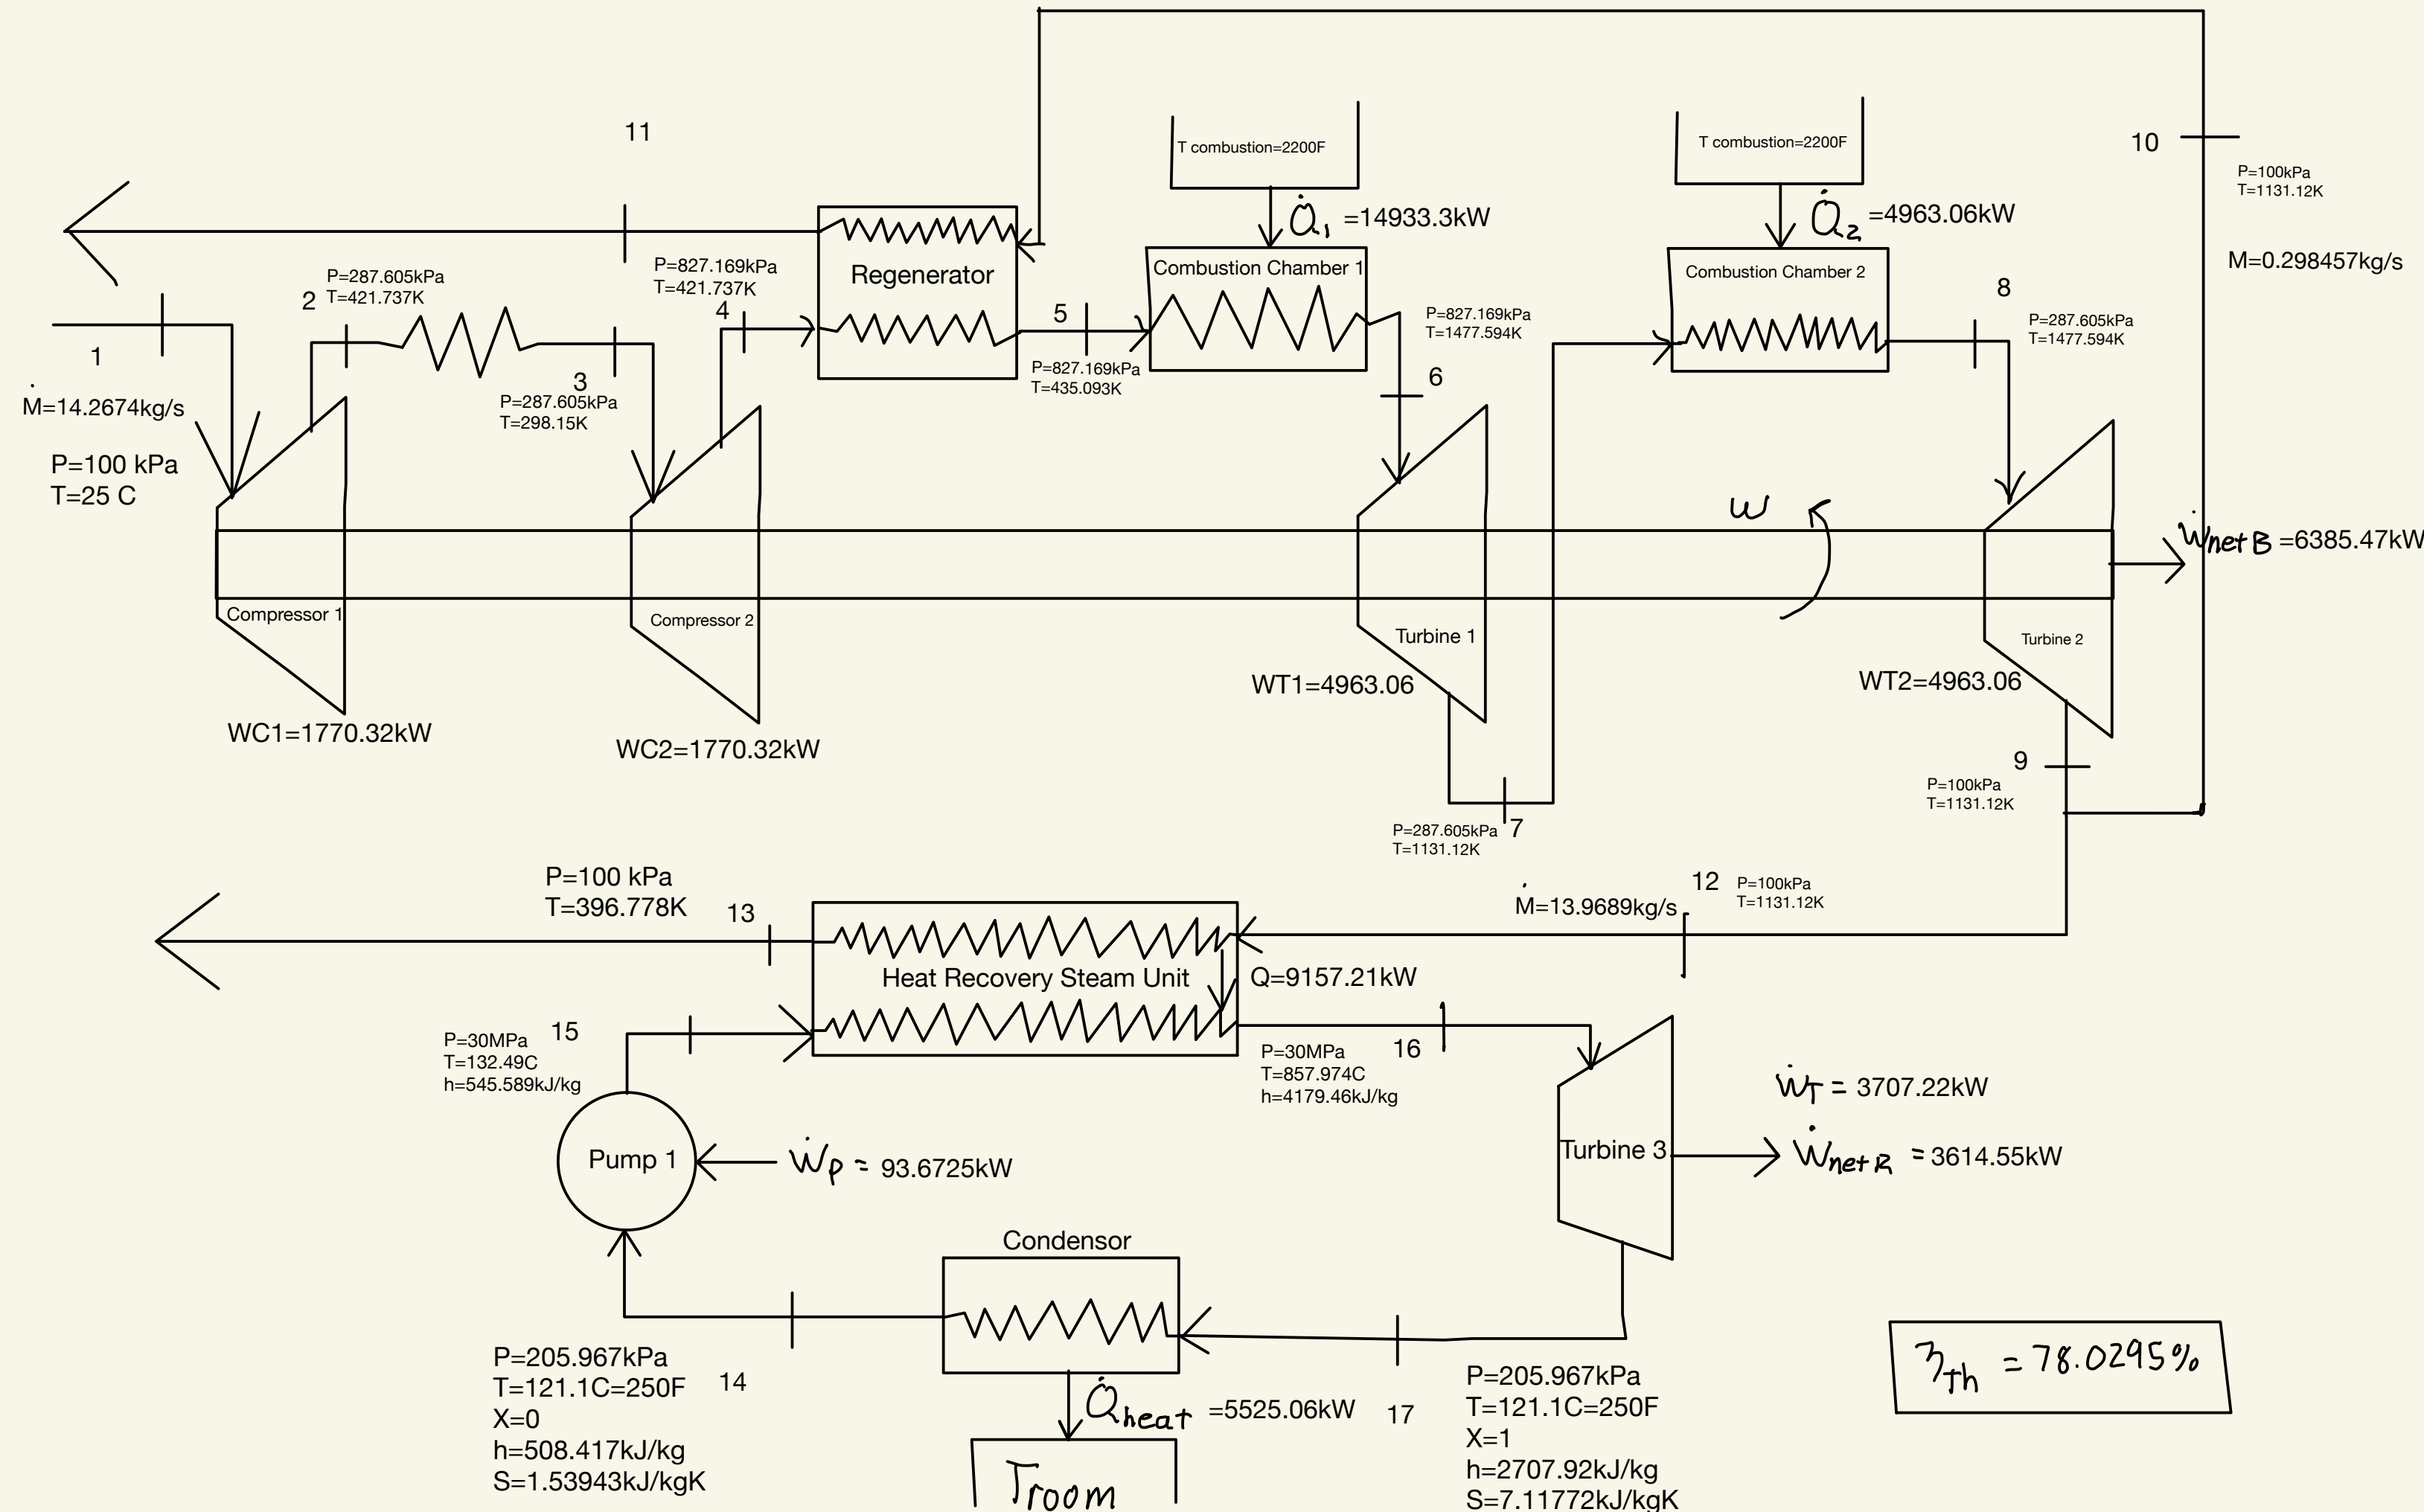 11
T combustion=2200F
T combustion=2200F
10
P=100kPa
T=1131.12K
Q̇1 =14933.3kW
Q̇2 =4963.06kW
M=0.298457kg/s
Regenerator
Combustion Chamber 1
Combustion Chamber 2
P=287.605kPa
T=421.737K
2
P=827.169kPa
T=421.737K
4
5
P=827.169kPa
T=435.093K
P=827.169kPa
T=1477.594K
6
8
P=287.605kPa
T=1477.594K
1
Ṁ=14.2674kg/s
P=100 kPa
T=25 C
3
P=287.605kPa
T=298.15K
ω
ẆnetB =6385.47kW
Compressor 1
Compressor 2
Turbine 1
Turbine 2
WC1=1770.32kW
WC2=1770.32kW
WT1=4963.06
WT2=4963.06
9
P=100kPa
T=1131.12K
P=287.605kPa
T=1131.12K
7
P=100 kPa
T=396.778K
13
Ṁ=13.9689kg/s
12
P=100kPa
T=1131.12K
Heat Recovery Steam Unit
Q=9157.21kW
15
P=30MPa
T=132.49C
h=545.589kJ/kg
P=30MPa
T=857.974C
h=4179.46kJ/kg
16
ẆT = 3707.22kW
Pump 1
Ẇp = 93.6725kW
Turbine 3
ẆnetR =3614.55kW
Condensor
P=205.967kPa
T=121.1C=250F
X=0
h=508.417kJ/kg
S=1.53943kJ/kgK
14
Q̇heat =5525.06kW
17
P=205.967kPa
T=121.1C=250F
X=1
h=2707.92kJ/kg
S=7.11772kJ/kgK
Troom
ηth = 78.0295%